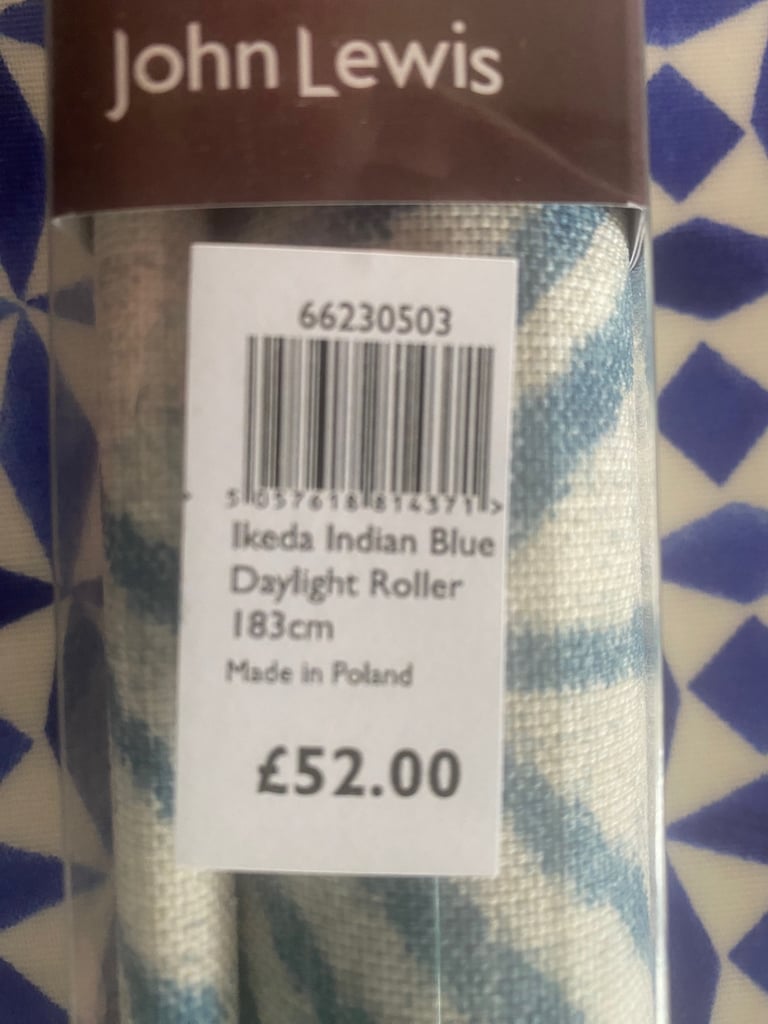 John Lewis
66230503
5 057618 814371 >
Ikeda Indian Blue
Daylight Roller
183cm
Made in Poland
£52.00